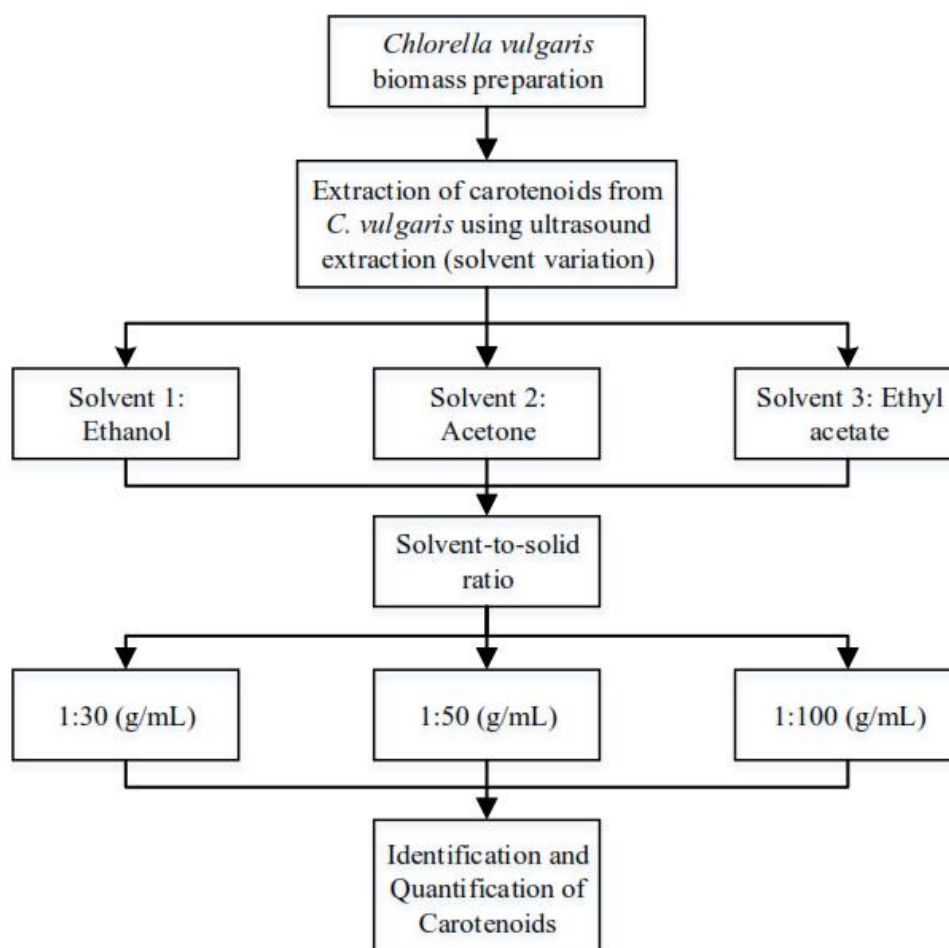 Chlorella vulgaris
biomass preparation
Extraction of carotenoids from
C. vulgaris using ultrasound
extraction (solvent variation)
Solvent 1:
Ethanol
Solvent 2:
Acetone
Solvent 3: Ethyl
acetate
Solvent-to-solid
ratio
1:30 (g/mL)
1:50 (g/mL)
1:100 (g/mL)
Identification and
Quantification of
Carotenoids